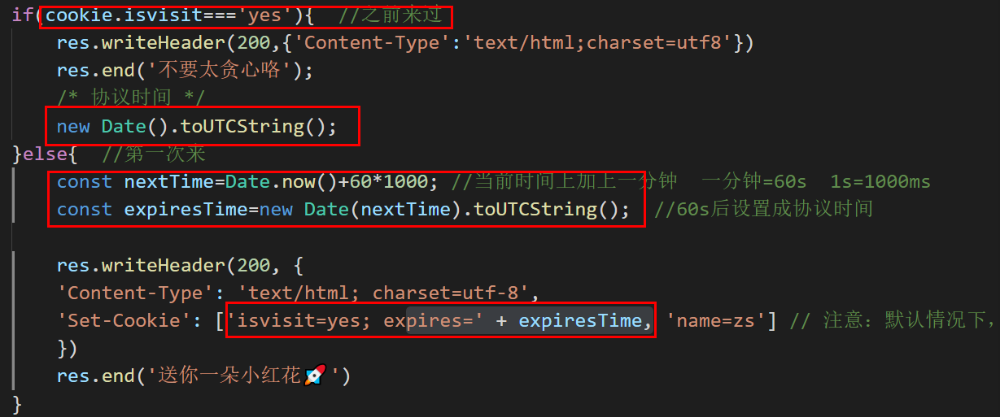 if(cookie.isvisit==='yes'){  //之前来过
res.writeHeader(200,{'Content-Type':'text/html;charset=utf8'})
res.end('不要太贪心咯');
/* 协议时间 */
new Date().toUTCString();
}else{  //第一次来
const nextTime=Date.now()+60*1000; //当前时间上加上一分钟  一分钟=60s  1s=1000ms
const expiresTime=new Date(nextTime).toUTCString();  //60s后设置成协议时间
res.writeHeader(200, {
'Content-Type': 'text/html; charset=utf-8',
'Set-Cookie': ['isvisit=yes; expires=' + expiresTime, 'name=zs'] // 注意：默认情况下，
})
res.end('送你一朵小红花🚀')
}